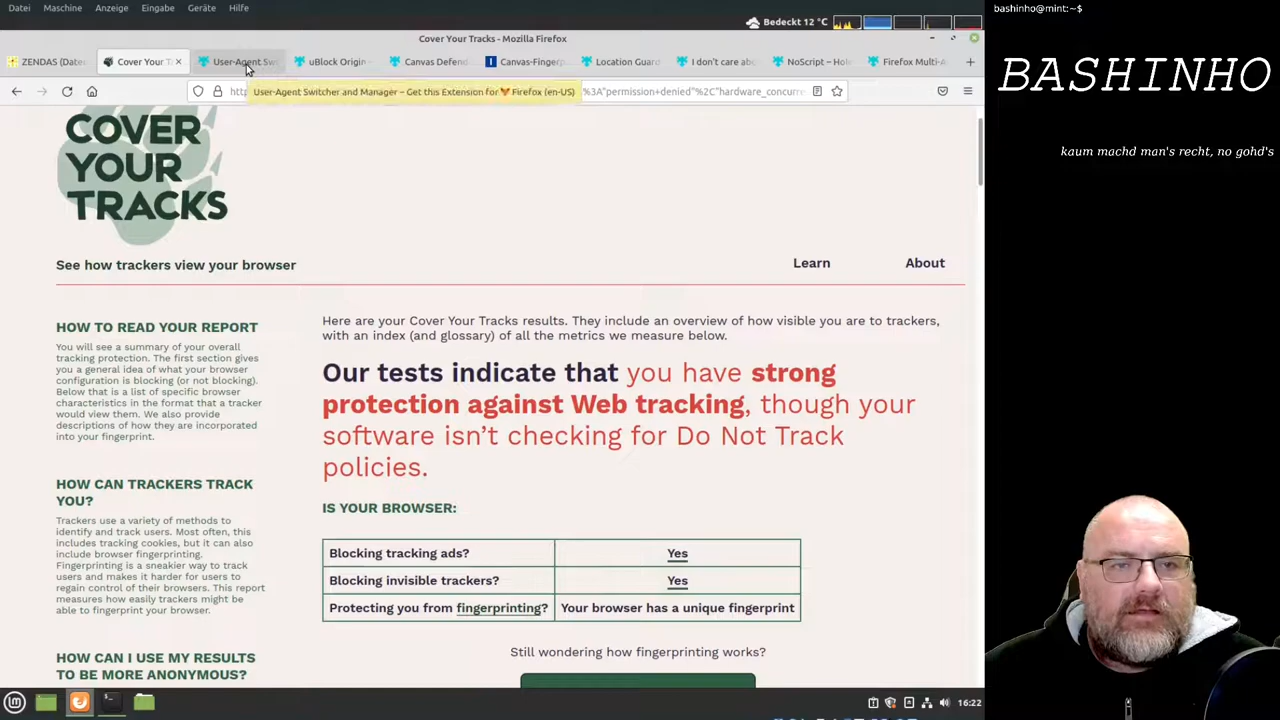 Datei Maschine Anzeige Eingabe Geräte Hilfe
bashinho@mint:~$
Bedeckt 12 °C
Cover Your Tracks - Mozilla Firefox
ZENDAS (Date
Cover Your T
User-Agent Swi
uBlock Origin
Canvas Defend
Canvas-Fingerp
Location Guard
I don't care abo
NoScript – Hol
Firefox Multi-A
User-Agent Switcher and Manager – Get this Extension for Firefox (en-US)
%3A"permission+denied"%2C"hardware_concurre
BASHINHO
kaum machd man's recht, no gohd's
COVER
YOUR
TRACKS
See how trackers view your browser
Learn
About
HOW TO READ YOUR REPORT
You will see a summary of your overall
tracking protection. The first section gives
you a general idea of what your browser
configuration is blocking (or not blocking).
Below that is a list of specific browser
characteristics in the format that a tracker
would view them. We also provide
descriptions of how they are incorporated
into your fingerprint.
HOW CAN TRACKERS TRACK
YOU?
Trackers use a variety of methods to
identify and track users. Most often, this
includes tracking cookies, but it can also
include browser fingerprinting.
Fingerprinting is a sneakier way to track
users and makes it harder for users to
regain control of their browsers. This report
measures how easily trackers might be
able to fingerprint your browser.
HOW CAN I USE MY RESULTS
TO BE MORE ANONYMOUS?
Here are your Cover Your Tracks results. They include an overview of how visible you are to trackers,
with an index (and glossary) of all the metrics we measure below.
Our tests indicate that you have strong
protection against Web tracking, though your
software isn't checking for Do Not Track
policies.
IS YOUR BROWSER:
Blocking tracking ads? Yes
Blocking invisible trackers? Yes
Protecting you from fingerprinting? Your browser has a unique fingerprint
Still wondering how fingerprinting works?
16:22